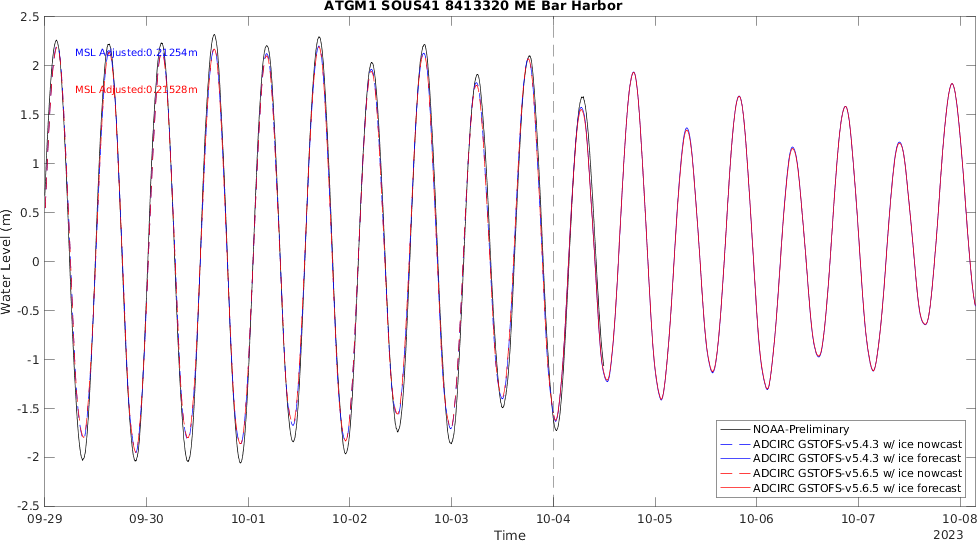 ATGM1 SOUS41 8413320 ME Bar Harbor
2.5
2
1.5
1
0.5
0
-0.5
-1
-1.5
-2
-2.5
Water Level (m)
MSL Adjusted:0.21254m
MSL Adjusted:0.21528m
NOAA-Preliminary
ADCIRC GSTOFS-v5.4.3 w/ ice nowcast
ADCIRC GSTOFS-v5.4.3 w/ ice forecast
ADCIRC GSTOFS-v5.6.5 w/ ice nowcast
ADCIRC GSTOFS-v5.6.5 w/ ice forecast
09-29 09-30 10-01 10-02 10-03 10-04 10-05 10-06 10-07 10-08
Time
2023